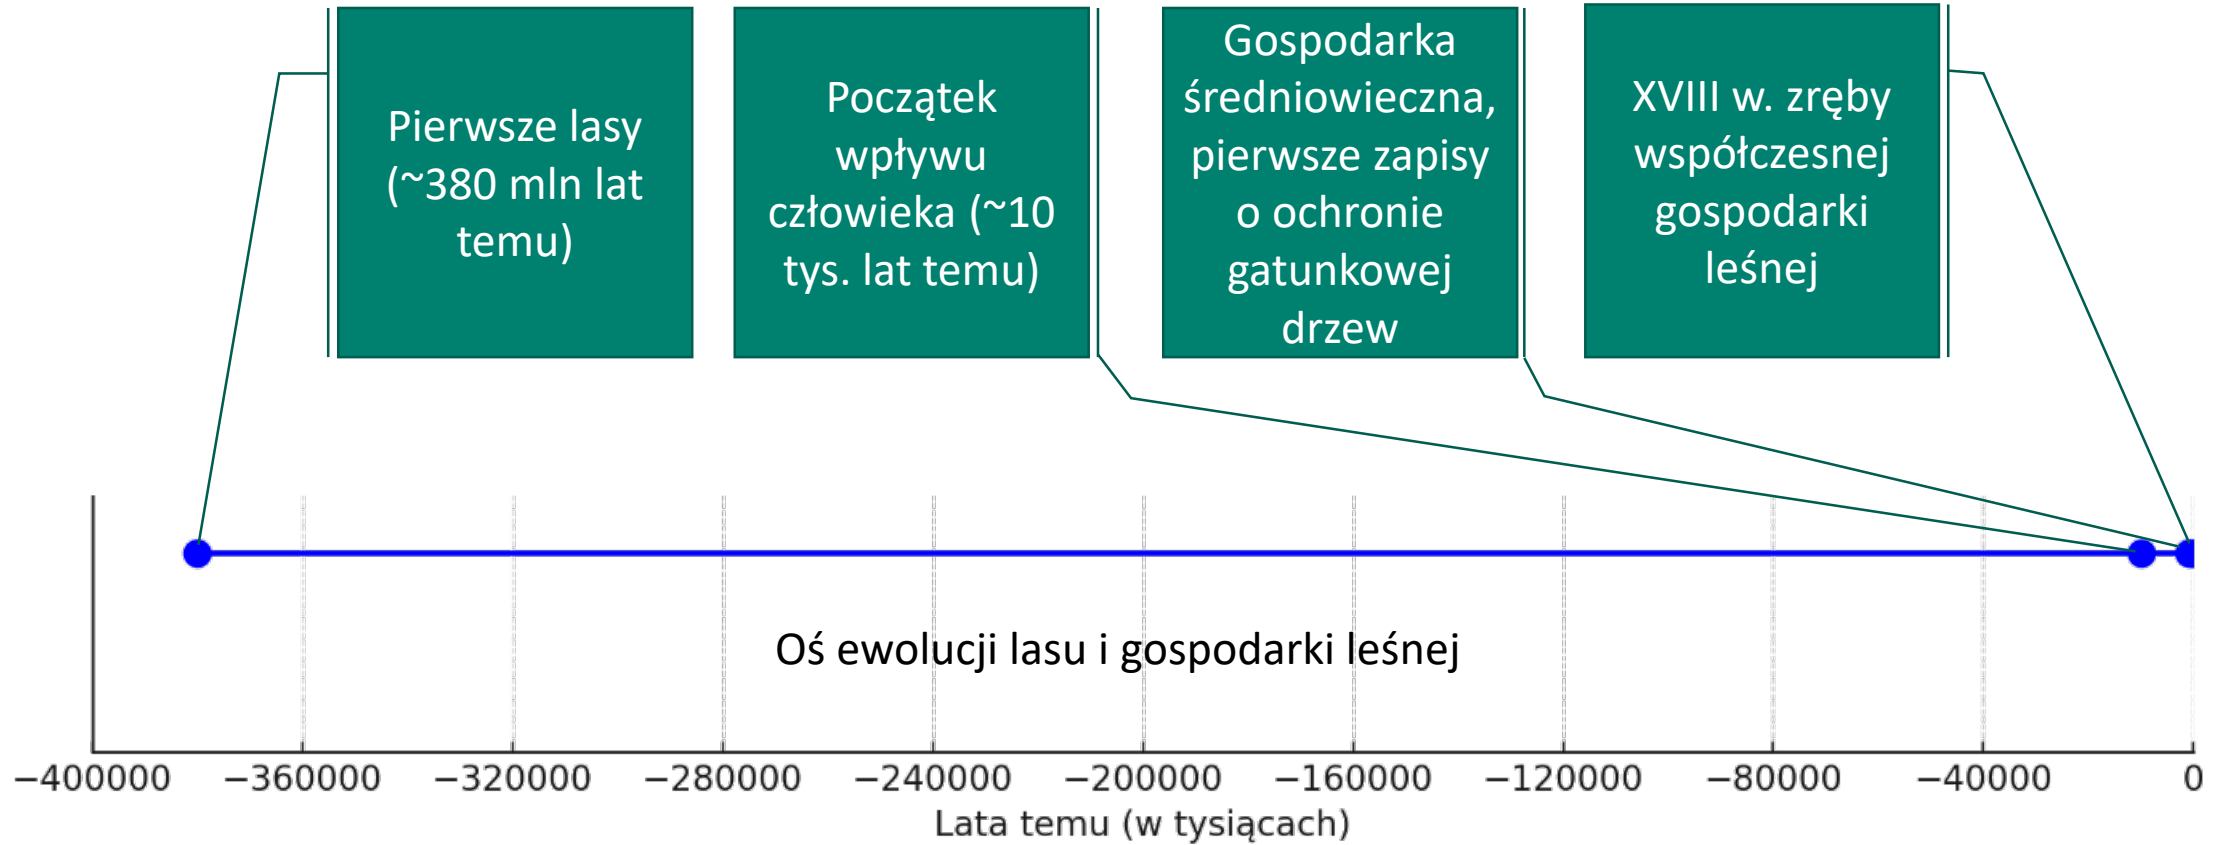 Pierwsze lasy
(~380 mln lat
temu)
Początek
wpływu
człowieka (~10
tys. lat temu)
Gospodarka
średniowieczna,
pierwsze zapisy
o ochronie
gatunkowej
drzew
XVIII w. zręby
współczesnej
gospodarki
leśnej
Oś ewolucji lasu i gospodarki leśnej
−400000 −360000 −320000 −280000 −240000 −200000 −160000 −120000 −80000 −40000 0
Lata temu (w tysiącach)